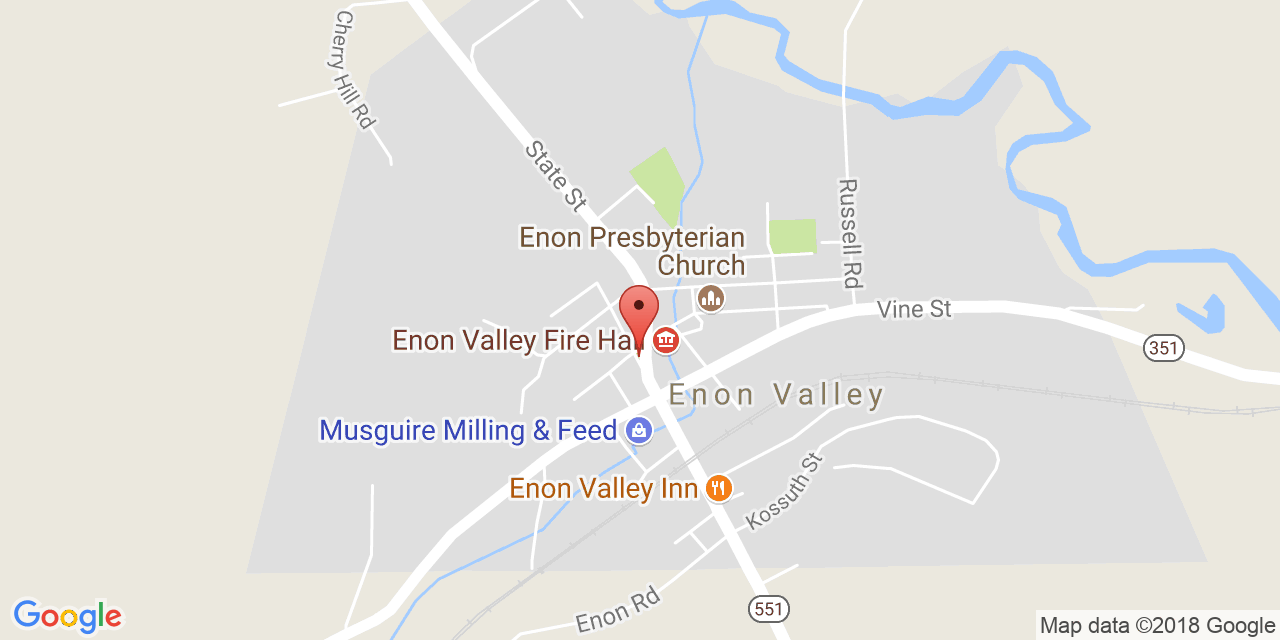 Cherry Hill Rd
State St
Russell Rd
Enon Presbyterian
Church
Vine St
Enon Valley Fire Hall
351
Enon Valley
Musguire Milling & Feed
Enon Valley Inn
Kossuth St
Enon Rd
551
Google
Map data ©2018 Google